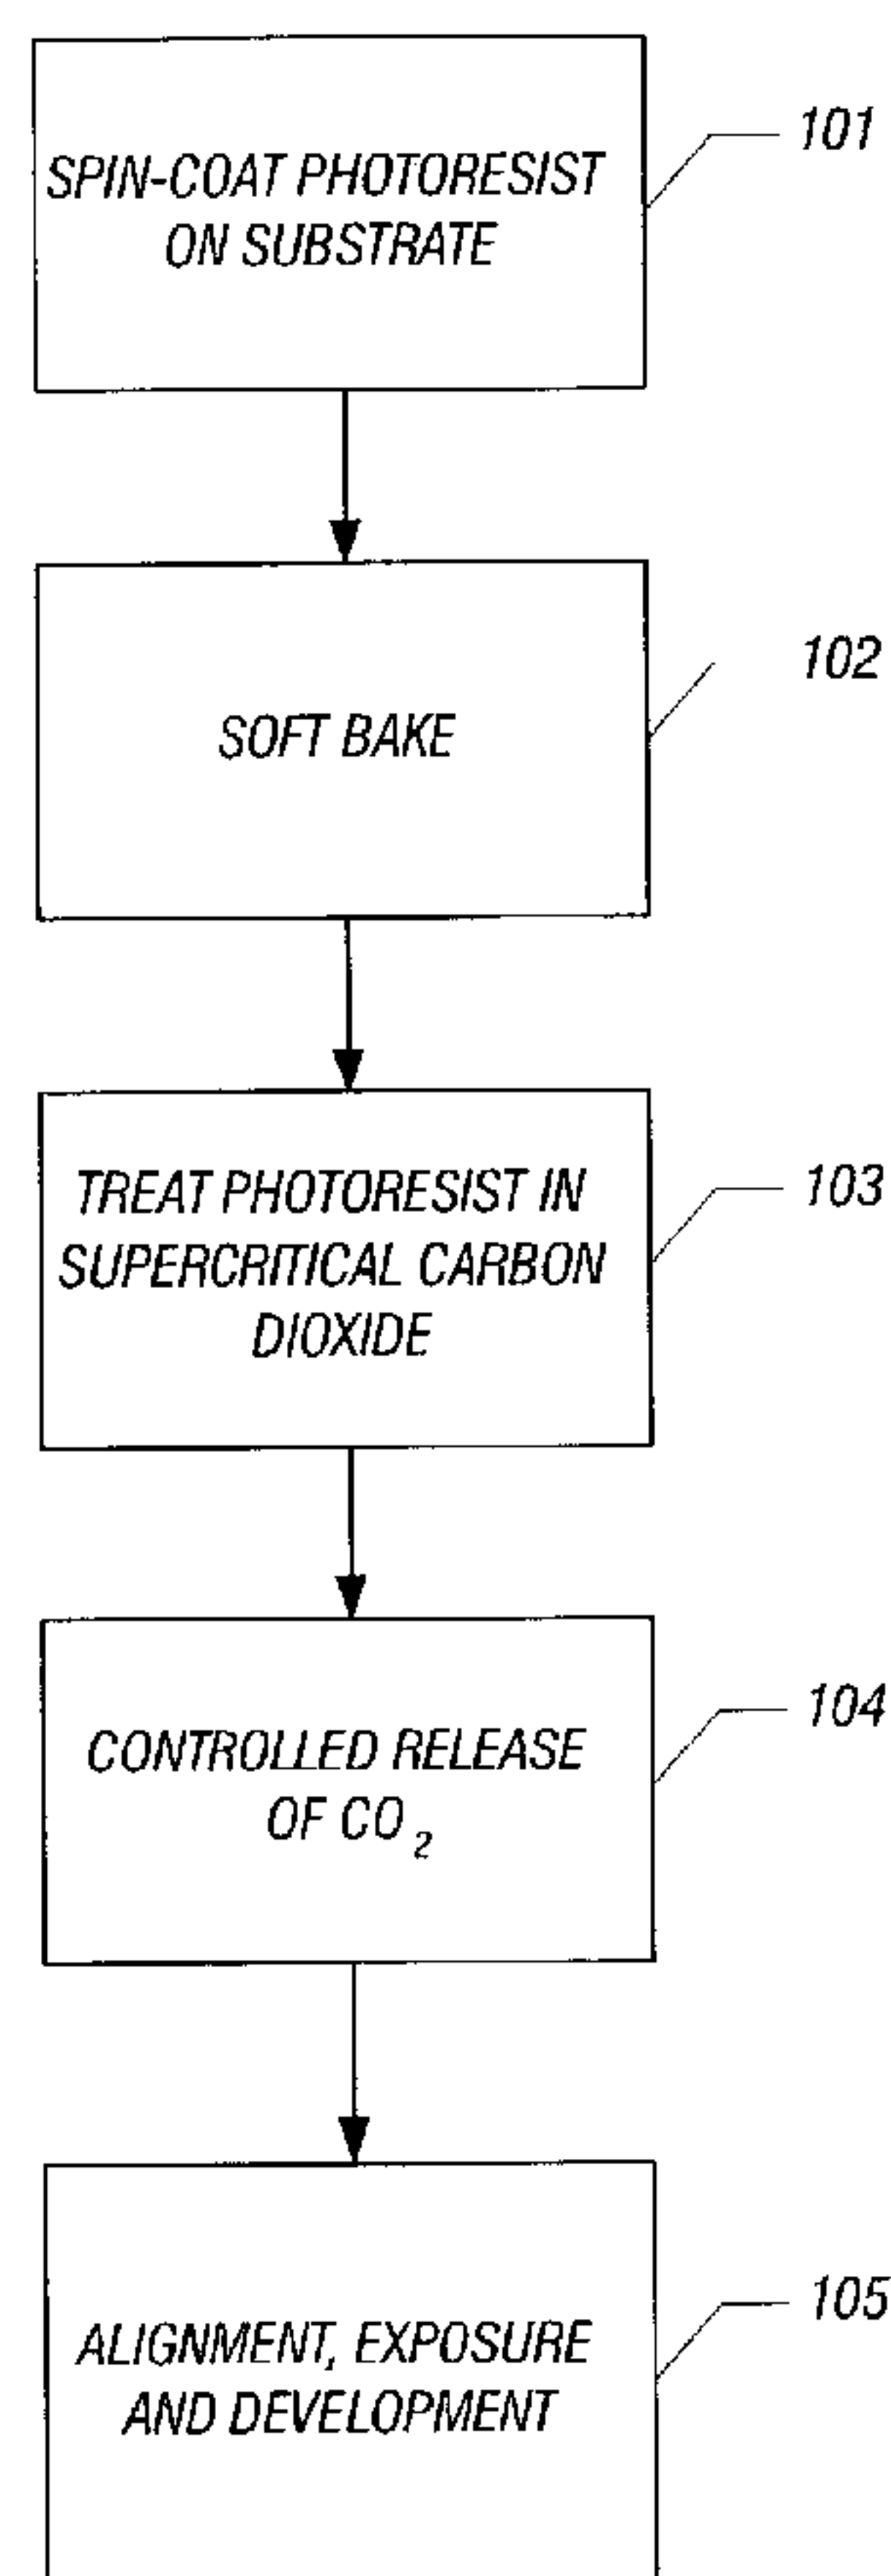 SPIN-COAT PHOTORESIST
ON SUBSTRATE
101
SOFT BAKE
102
TREAT PHOTORESIST IN
SUPERCRITICAL CARBON
DIOXIDE
103
CONTROLLED RELEASE
OF CO₂
104
ALIGNMENT, EXPOSURE
AND DEVELOPMENT
105